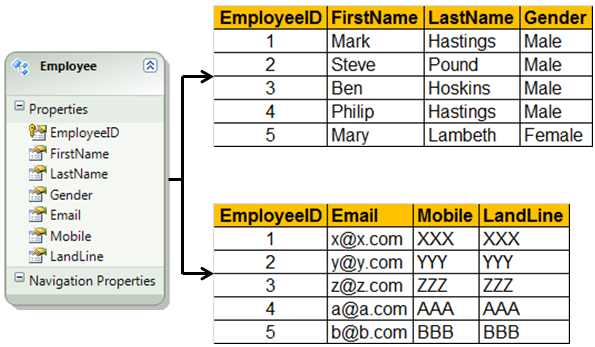 Employee
Properties
EmployeeID
FirstName
LastName
Gender
Email
Mobile
LandLine
Navigation Properties
EmployeeID FirstName LastName Gender
1 Mark Hastings Male
2 Steve Pound Male
3 Ben Hoskins Male
4 Philip Hastings Male
5 Mary Lambeth Female
EmployeeID Email Mobile LandLine
1 x@x.com XXX XXX
2 y@y.com YYY YYY
3 z@z.com ZZZ ZZZ
4 a@a.com AAA AAA
5 b@b.com BBB BBB